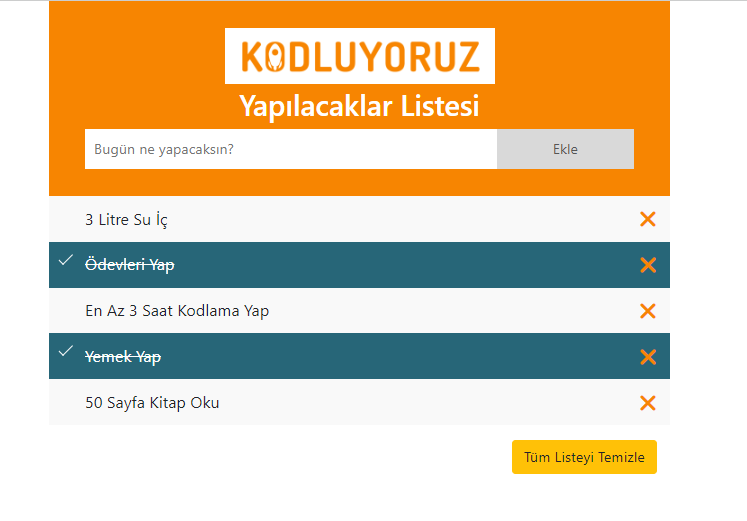 KODLUYORUZ
Yapılacaklar Listesi
Bugün ne yapacaksın?
Ekle
3 Litre Su İç
Ödevleri Yap
En Az 3 Saat Kodlama Yap
Yemek Yap
50 Sayfa Kitap Oku
Tüm Listeyi Temizle